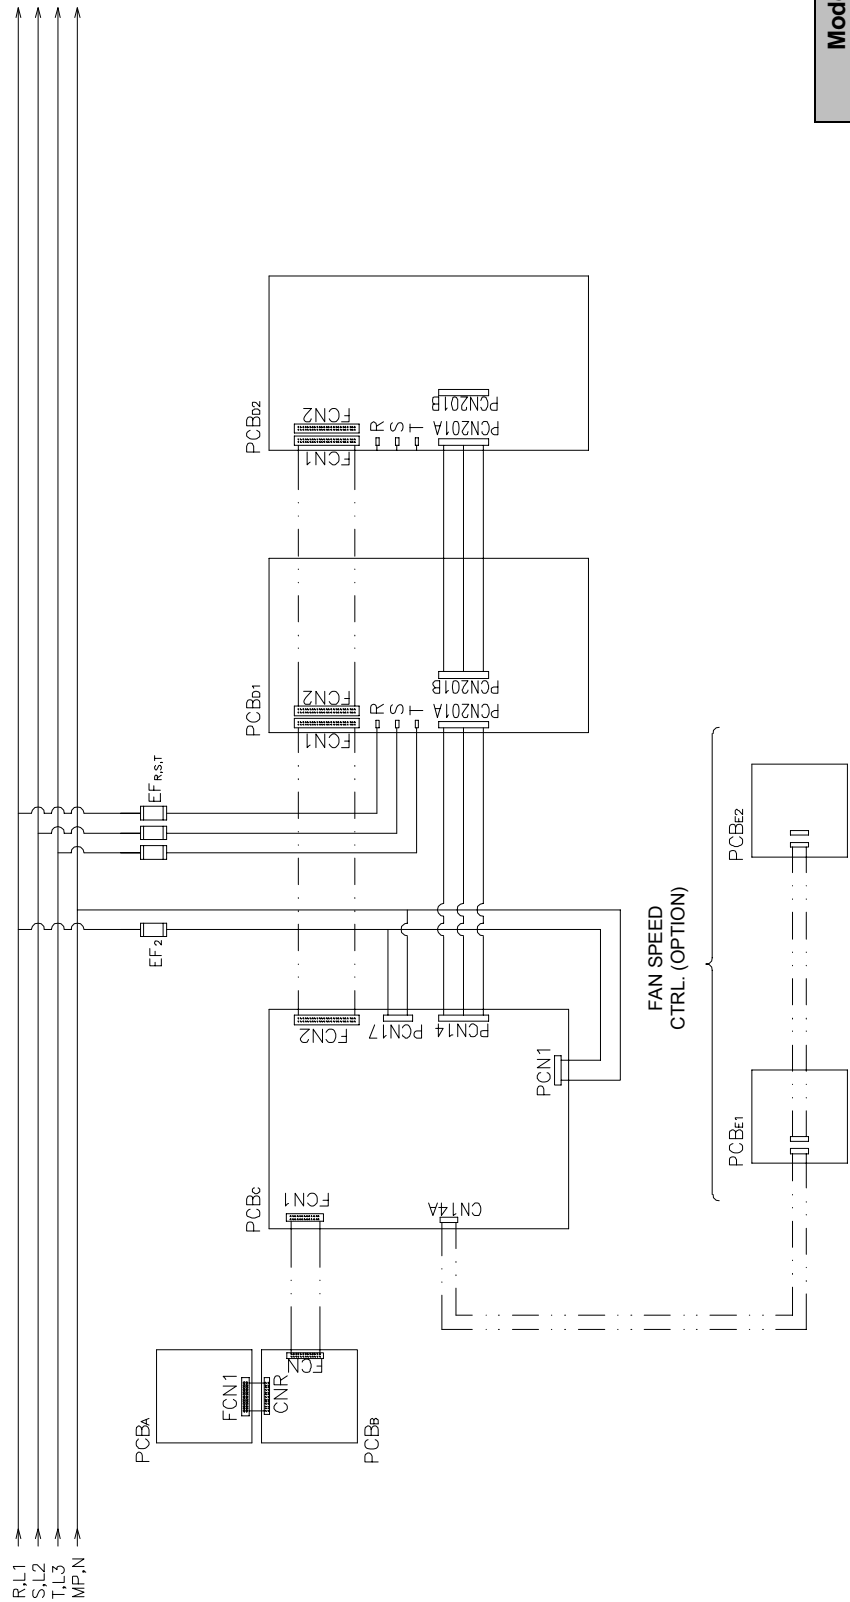 Mod
PCBD2
FCN2
FCN1
R
S
T
PCN201B
PCN201A
PCBD1
FCN2
FCN1
R
S
T
PCN201B
PCN201A
EF R,S,T
EF2
PCBE2
FAN SPEED
CTRL. (OPTION)
FCN2
PCN17
PCN14
PCN1
PCBC
FCN1
CN14A
PCBE1
PCBA
FCN1
CNR
FCN
PCBB
R,L1
S,L2
T,L3
MP,N